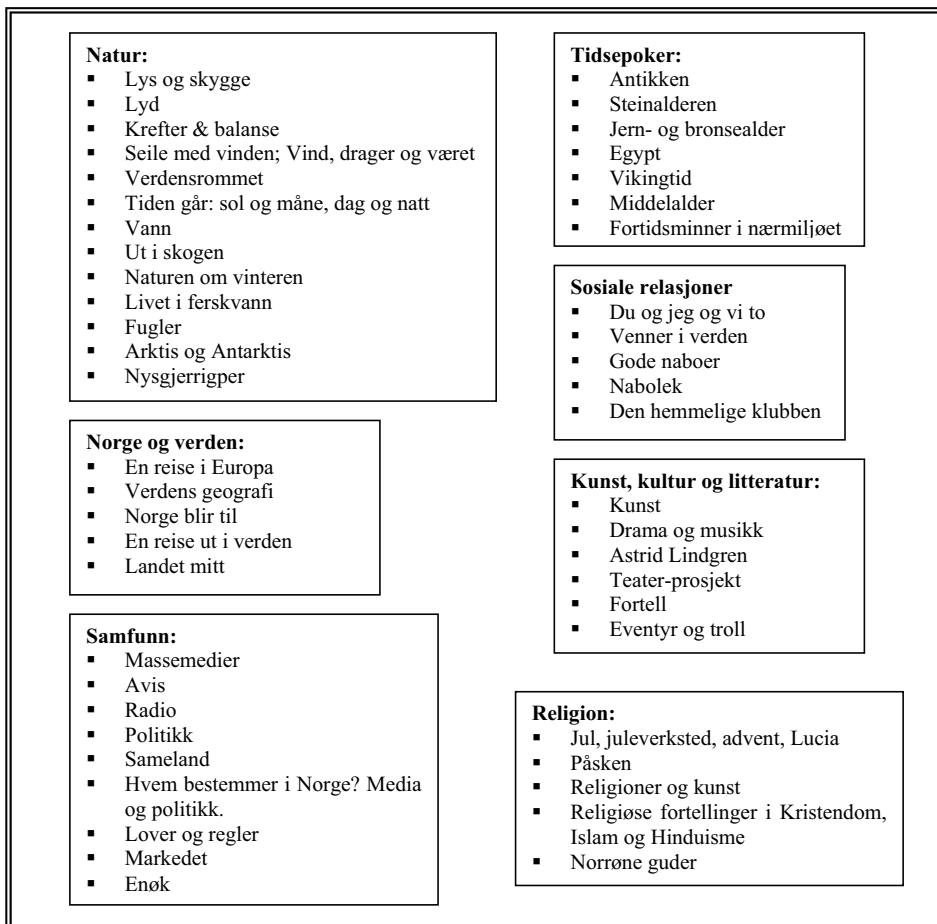 Natur:
▪ Lys og skygge
▪ Lyd
▪ Krefter & balanse
▪ Seile med vinden; Vind, drager og været
▪ Verdensrommet
▪ Tiden går: sol og måne, dag og natt
▪ Vann
▪ Ut i skogen
▪ Naturen om vinteren
▪ Livet i ferskvann
▪ Fugler
▪ Arktis og Antarktis
▪ Nysgjerrigper
Norge og verden:
▪ En reise i Europa
▪ Verdens geografi
▪ Norge blir til
▪ En reise ut i verden
▪ Landet mitt
Samfunn:
▪ Massemedier
▪ Avis
▪ Radio
▪ Politikk
▪ Sameland
▪ Hvem bestemmer i Norge? Media
og politikk.
▪ Lover og regler
▪ Markedet
▪ Enøk
Tidsepoker:
▪ Antikken
▪ Steinalderen
▪ Jern- og bronsealder
▪ Egypt
▪ Vikingtid
▪ Middelalder
▪ Fortidsminner i nærmiljøet
Sosiale relasjoner
▪ Du og jeg og vi to
▪ Venner i verden
▪ Gode naboer
▪ Nabolek
▪ Den hemmelige klubben
Kunst, kultur og litteratur:
▪ Kunst
▪ Drama og musikk
▪ Astrid Lindgren
▪ Teater-prosjekt
▪ Fortell
▪ Eventyr og troll
Religion:
▪ Jul, juleverksted, advent, Lucia
▪ Påsken
▪ Religioner og kunst
▪ Religiøse fortellinger i Kristendom,
Islam og Hinduisme
▪ Norrøne guder